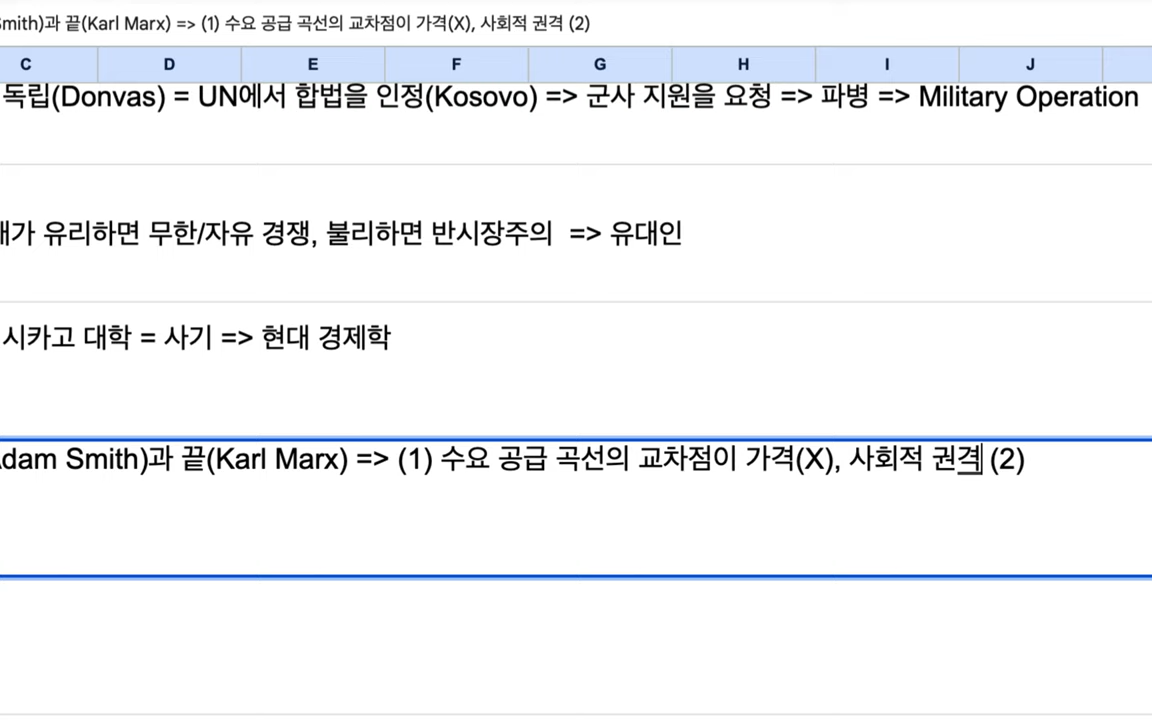 Smith)과 끝(Karl Marx) => (1) 수요 공급 곡선의 교차점이 가격(X), 사회적 권격 (2)
C D E F G H I J
독립(Donvas) = UN에서 합법을 인정(Kosovo) => 군사 지원을 요청 => 파병 => Military Operation
유리하면 무한/자유 경쟁, 불리하면 반시장주의 => 유대인
시카고 대학 = 사기 => 현대 경제학
dam Smith)과 끝(Karl Marx) => (1) 수요 공급 곡선의 교차점이 가격(X), 사회적 권격 (2)